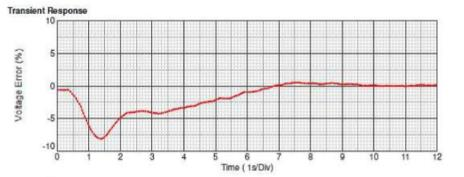 Transient Response
10
5
0
-5
-10
Voltage Error (%)
0 1 2 3 4 5 6 7 8 9 10 11 12
Time ( 1s/Div)